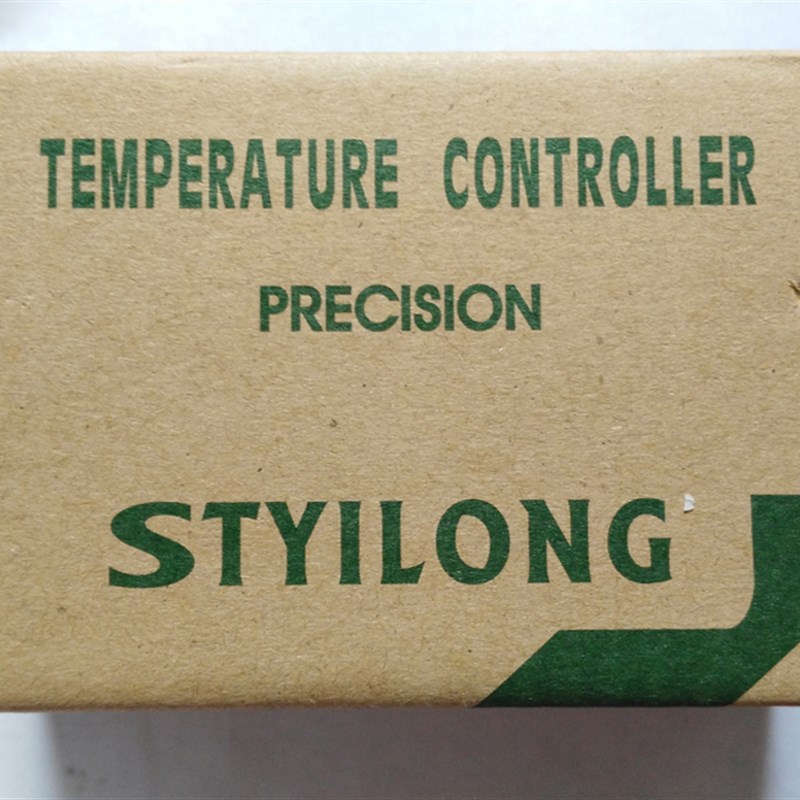 TEMPERATURE CONTROLLER
PRECISION
STYILONG